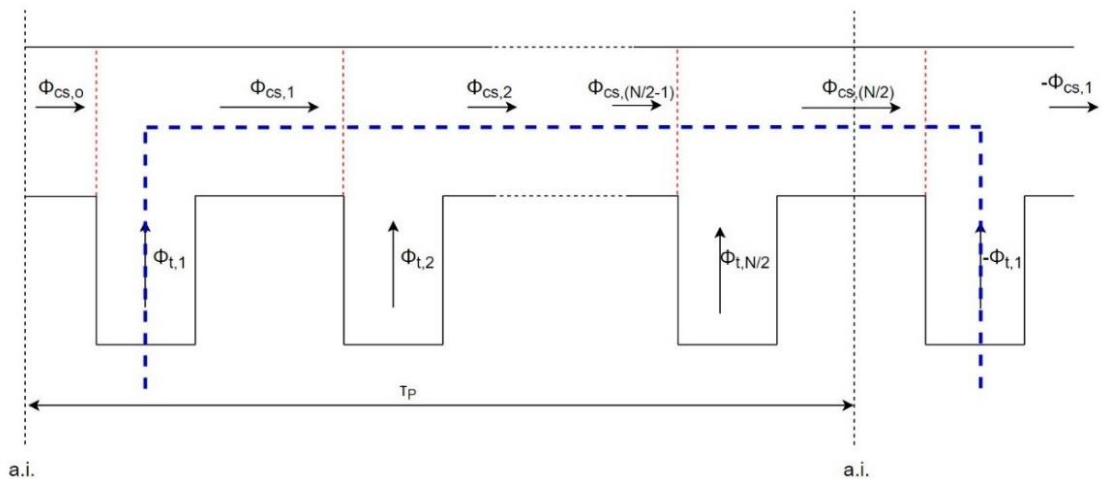 Φcs,o
Φcs,1
Φcs,2
Φcs,(N/2-1)
Φcs,(N/2)
-Φcs,1
Φt,1
Φt,2
Φt,N/2
-Φt,1
τP
a.i.
a.i.